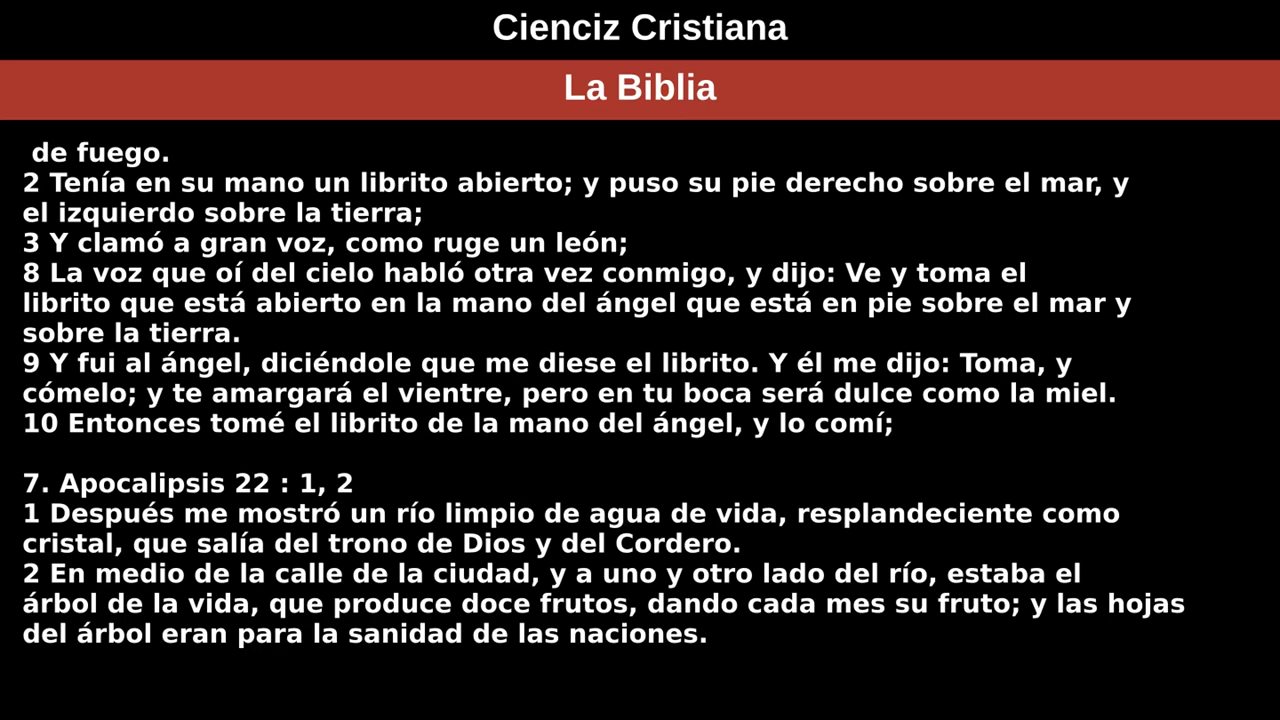 Cienciz Cristiana
La Biblia
de fuego.
2 Tenía en su mano un librito abierto; y puso su pie derecho sobre el mar, y
el izquierdo sobre la tierra;
3 Y clamó a gran voz, como ruge un león;
8 La voz que oí del cielo habló otra vez conmigo, y dijo: Ve y toma el
librito que está abierto en la mano del ángel que está en pie sobre el mar y
sobre la tierra.
9 Y fui al ángel, diciéndole que me diese el librito. Y él me dijo: Toma, y
cómelo; y te amargará el vientre, pero en tu boca será dulce como la miel.
10 Entonces tomé el librito de la mano del ángel, y lo comí;
7. Apocalipsis 22 : 1, 2
1 Después me mostró un río limpio de agua de vida, resplandeciente como
cristal, que salía del trono de Dios y del Cordero.
2 En medio de la calle de la ciudad, y a uno y otro lado del río, estaba el
árbol de la vida, que produce doce frutos, dando cada mes su fruto; y las hojas
del árbol eran para la sanidad de las naciones.